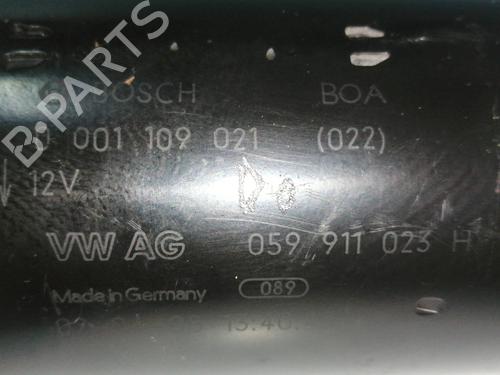 B-PARTS
BOSCH BOA
001 109 021 (022)
12V
VW AG 059 911 023 H
Made in Germany 089